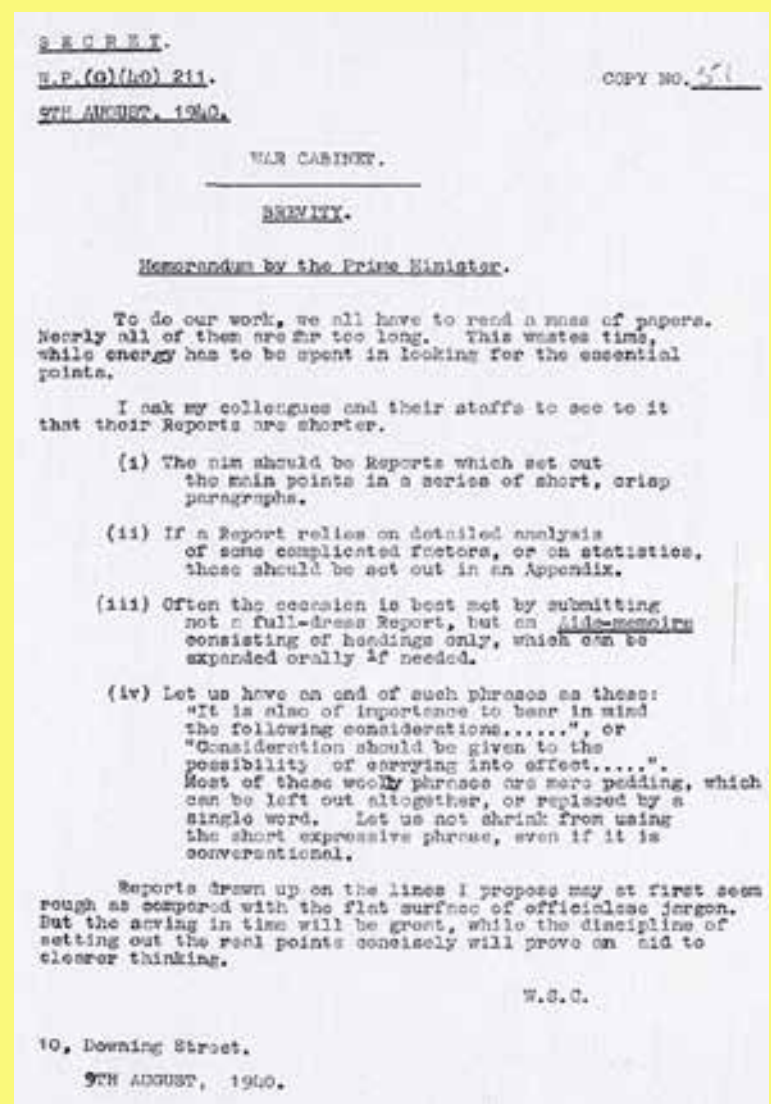 SECRET.
W.P.(G)(40) 211.
COPY NO. 51
9TH AUGUST, 1940.
WAR CABINET.
BREVITY.
Memorandum by the Prime Minister.
To do our work, we all have to read a mass of papers.
Nearly all of them are far too long. This wastes time,
while energy has to be spent in looking for the essential
points.
I ask my colleagues and their staffs to see to it
that their Reports are shorter.
(i) The aim should be Reports which set out
the main points in a series of short, crisp
paragraphs.
(ii) If a Report relies on detailed analysis
of some complicated factors, or on statistics,
these should be set out in an Appendix.
(iii) Often the occasion is best met by submitting
not a full-dress Report, but an Aide-memoire
consisting of headings only, which can be
expanded orally if needed.
(iv) Let us have an end of such phrases as these:
"It is also of importance to bear in mind
the following considerations......", or
"Consideration should be given to the
possibility of carrying into effect.....".
Most of these woolly phrases are mere padding, which
can be left out altogether, or replaced by a
single word. Let us not shrink from using
the short expressive phrase, even if it is
conversational.
Reports drawn up on the lines I propose may at first seem
rough as compared with the flat surface of officialese jargon.
But the saving in time will be great, while the discipline of
setting out the real points concisely will prove an aid to
clearer thinking.
W.S.C.
10, Downing Street.
9TH AUGUST, 1940.